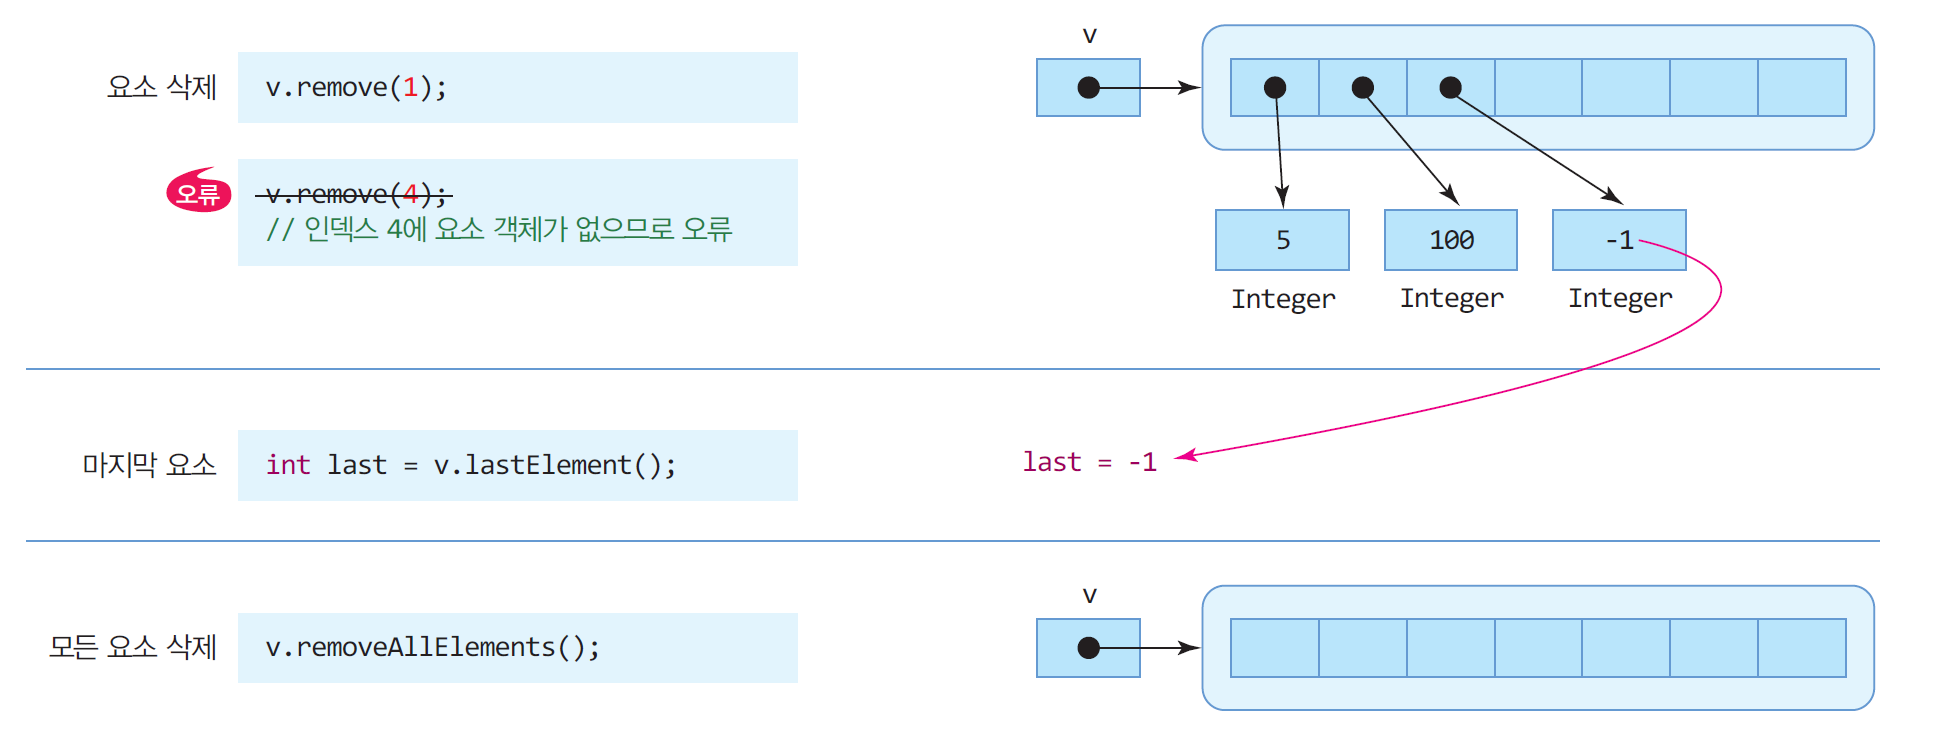 요소 삭제
v.remove(1);
v
오류
v.remove(4);
// 인덱스 4에 요소 객체가 없으므로 오류
5
100
-1
Integer
Integer
Integer
마지막 요소
int last = v.lastElement();
last = -1
모든 요소 삭제
v.removeAllElements();
v